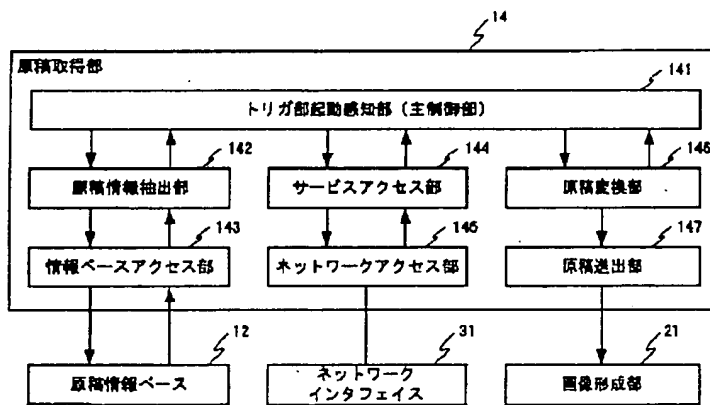 14
原稿取得部
141
トリガ部起動感知部(主制御部)
142
144
146
原稿情報抽出部
サービスアクセス部
原稿変換部
143
145
147
情報ベースアクセス部
ネットワークアクセス部
原稿送出部
12
31
21
原稿情報ベース
ネットワーク
インタフェイス
画像形成部